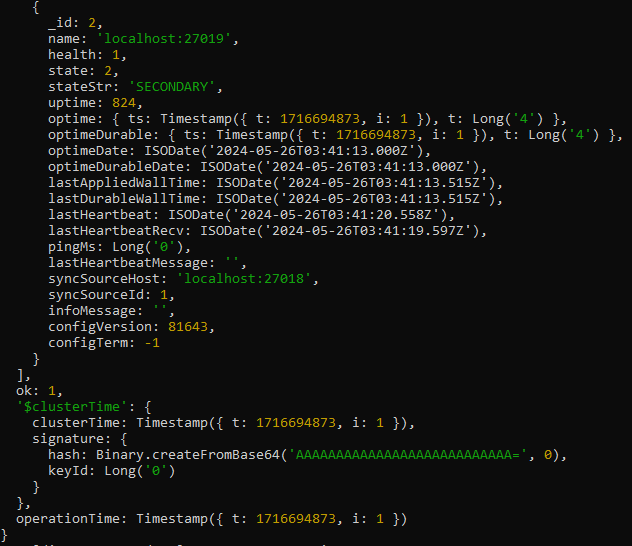 {
_id: 2,
name: 'localhost:27019',
health: 1,
state: 2,
stateStr: 'SECONDARY',
uptime: 824,
optime: { ts: Timestamp({ t: 1716694873, i: 1 }), t: Long('4') },
optimeDurable: { ts: Timestamp({ t: 1716694873, i: 1 }), t: Long('4') },
optimeDate: ISODate('2024-05-26T03:41:13.000Z'),
optimeDurableDate: ISODate('2024-05-26T03:41:13.000Z'),
lastAppliedWallTime: ISODate('2024-05-26T03:41:13.515Z'),
lastDurableWallTime: ISODate('2024-05-26T03:41:13.515Z'),
lastHeartbeat: ISODate('2024-05-26T03:41:20.558Z'),
lastHeartbeatRecv: ISODate('2024-05-26T03:41:19.597Z'),
pingMs: Long('0'),
lastHeartbeatMessage: '',
syncSourceHost: 'localhost:27018',
syncSourceId: 1,
infoMessage: '',
configVersion: 81643,
configTerm: -1
}
],
ok: 1,
'$clusterTime': {
clusterTime: Timestamp({ t: 1716694873, i: 1 }),
signature: {
hash: Binary.createFromBase64('AAAAAAAAAAAAAAAAAAAAAAAAAAA=', 0),
keyId: Long('0')
}
},
operationTime: Timestamp({ t: 1716694873, i: 1 })
}